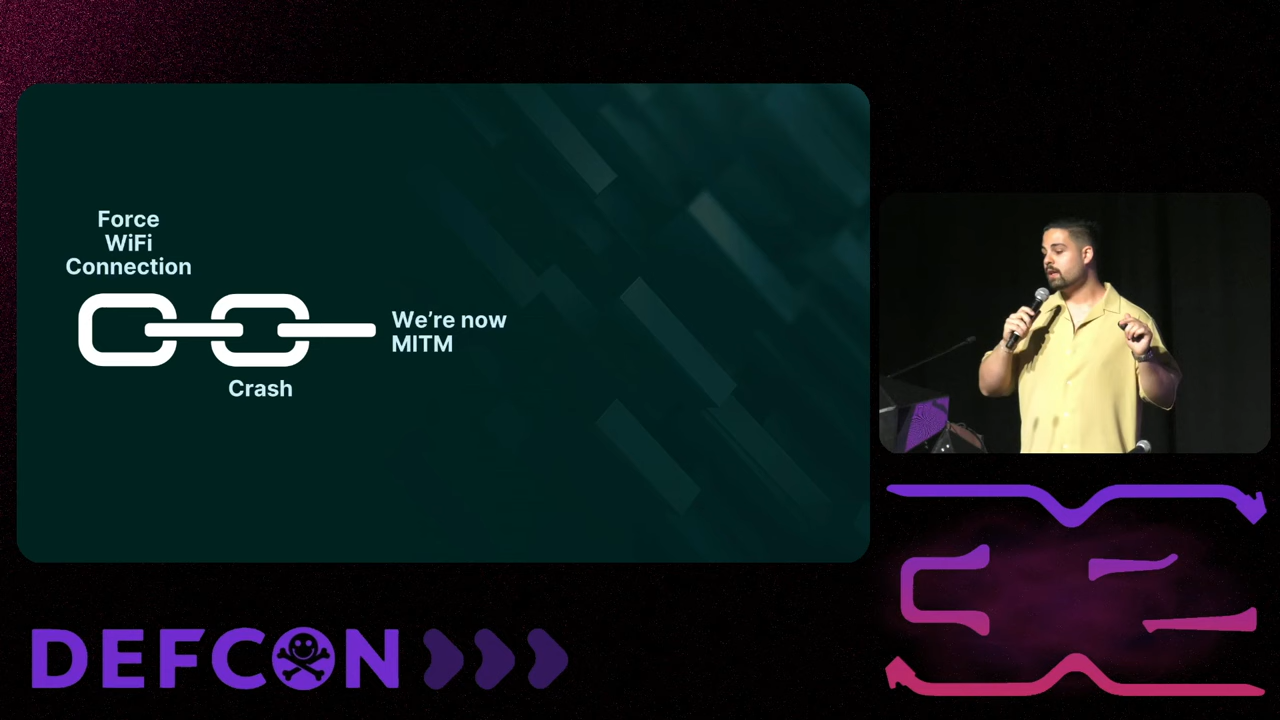 Force
WiFi
Connection
We’re now
MITM
Crash
DEFCON